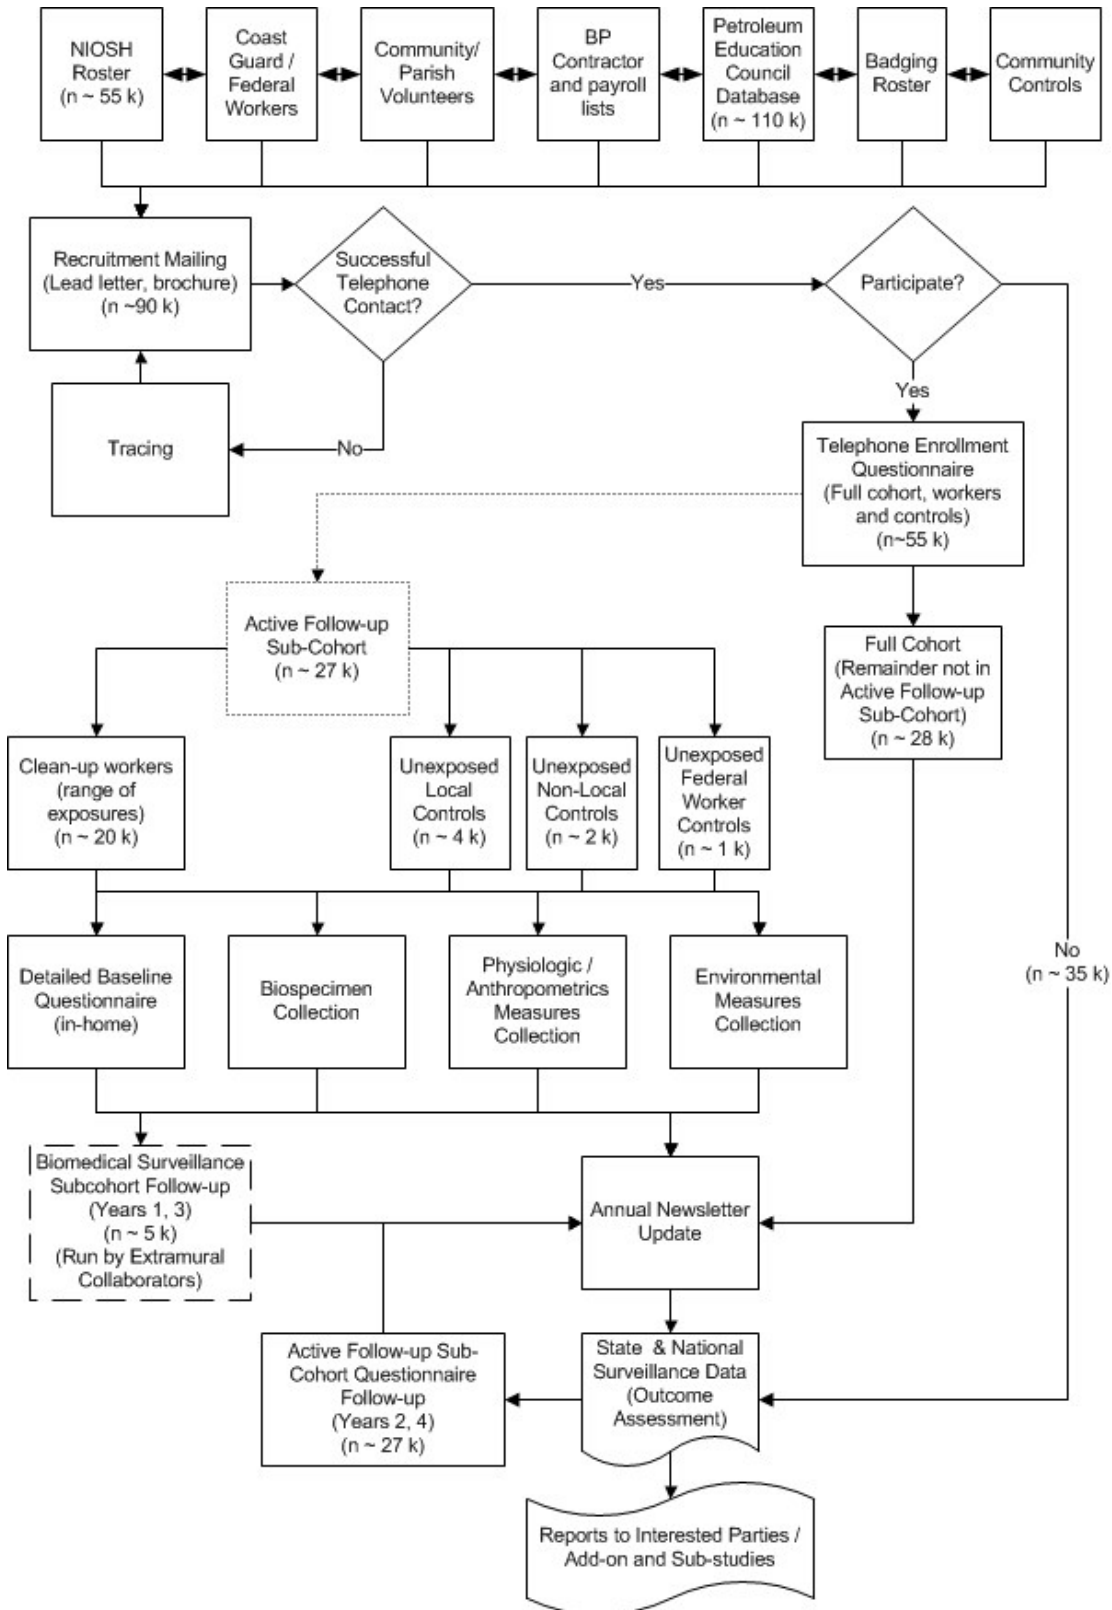 NIOSH
Roster
(n ~ 55 k)
Coast
Guard /
Federal
Workers
Community/
Parish
Volunteers
BP
Contractor
and payroll
lists
Petroleum
Education
Council
Database
(n ~ 110 k)
Badging
Roster
Community
Controls
Recruitment Mailing
(Lead letter, brochure)
(n ~90 k)
Successful
Telephone
Contact?
Yes
Participate?
Tracing
No
Yes
Telephone Enrollment
Questionnaire
(Full cohort, workers
and controls)
(n~55 k)
Active Follow-up
Sub-Cohort
(n ~ 27 k)
Full Cohort
(Remainder not in
Active Follow-up
Sub-Cohort)
(n ~ 28 k)
Clean-up workers
(range of
exposures)
(n ~ 20 k)
Unexposed
Local
Controls
(n ~ 4 k)
Unexposed
Non-Local
Controls
(n ~ 2 k)
Unexposed
Federal
Worker
Controls
(n ~ 1 k)
No
(n ~ 35 k)
Detailed Baseline
Questionnaire
(in-home)
Biospecimen
Collection
Physiologic /
Anthropometrics
Measures
Collection
Environmental
Measures
Collection
Biomedical Surveillance
Subcohort Follow-up
(Years 1, 3)
(n ~ 5 k)
(Run by Extramural
Collaborators)
Annual Newsletter
Update
Active Follow-up Sub-
Cohort Questionnaire
Follow-up
(Years 2, 4)
(n ~ 27 k)
State & National
Surveillance Data
(Outcome
Assessment)
Reports to Interested Parties /
Add-on and Sub-studies